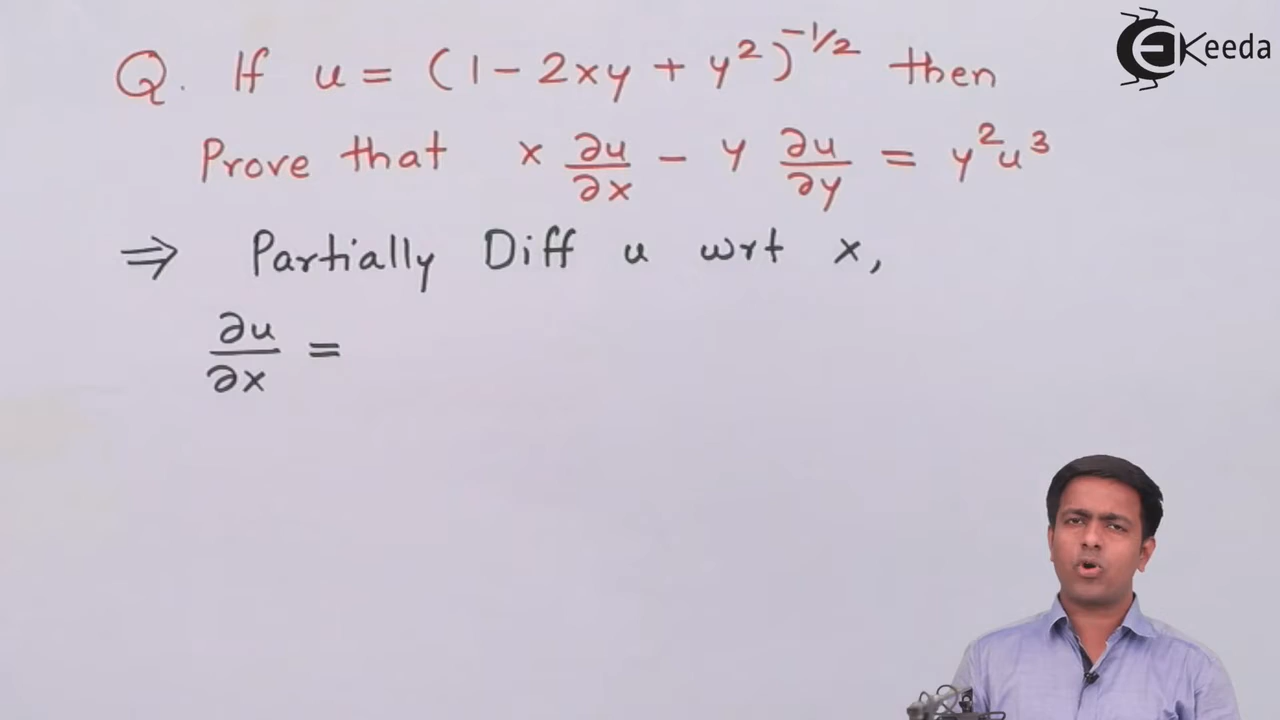 Q. If u = (1 - 2xy + y²)^-1/2 then
Prove that x ∂u/∂x - y ∂u/∂y = y²u³
⇒ Partially Diff u wrt x,
∂u/∂x =
EKeeda